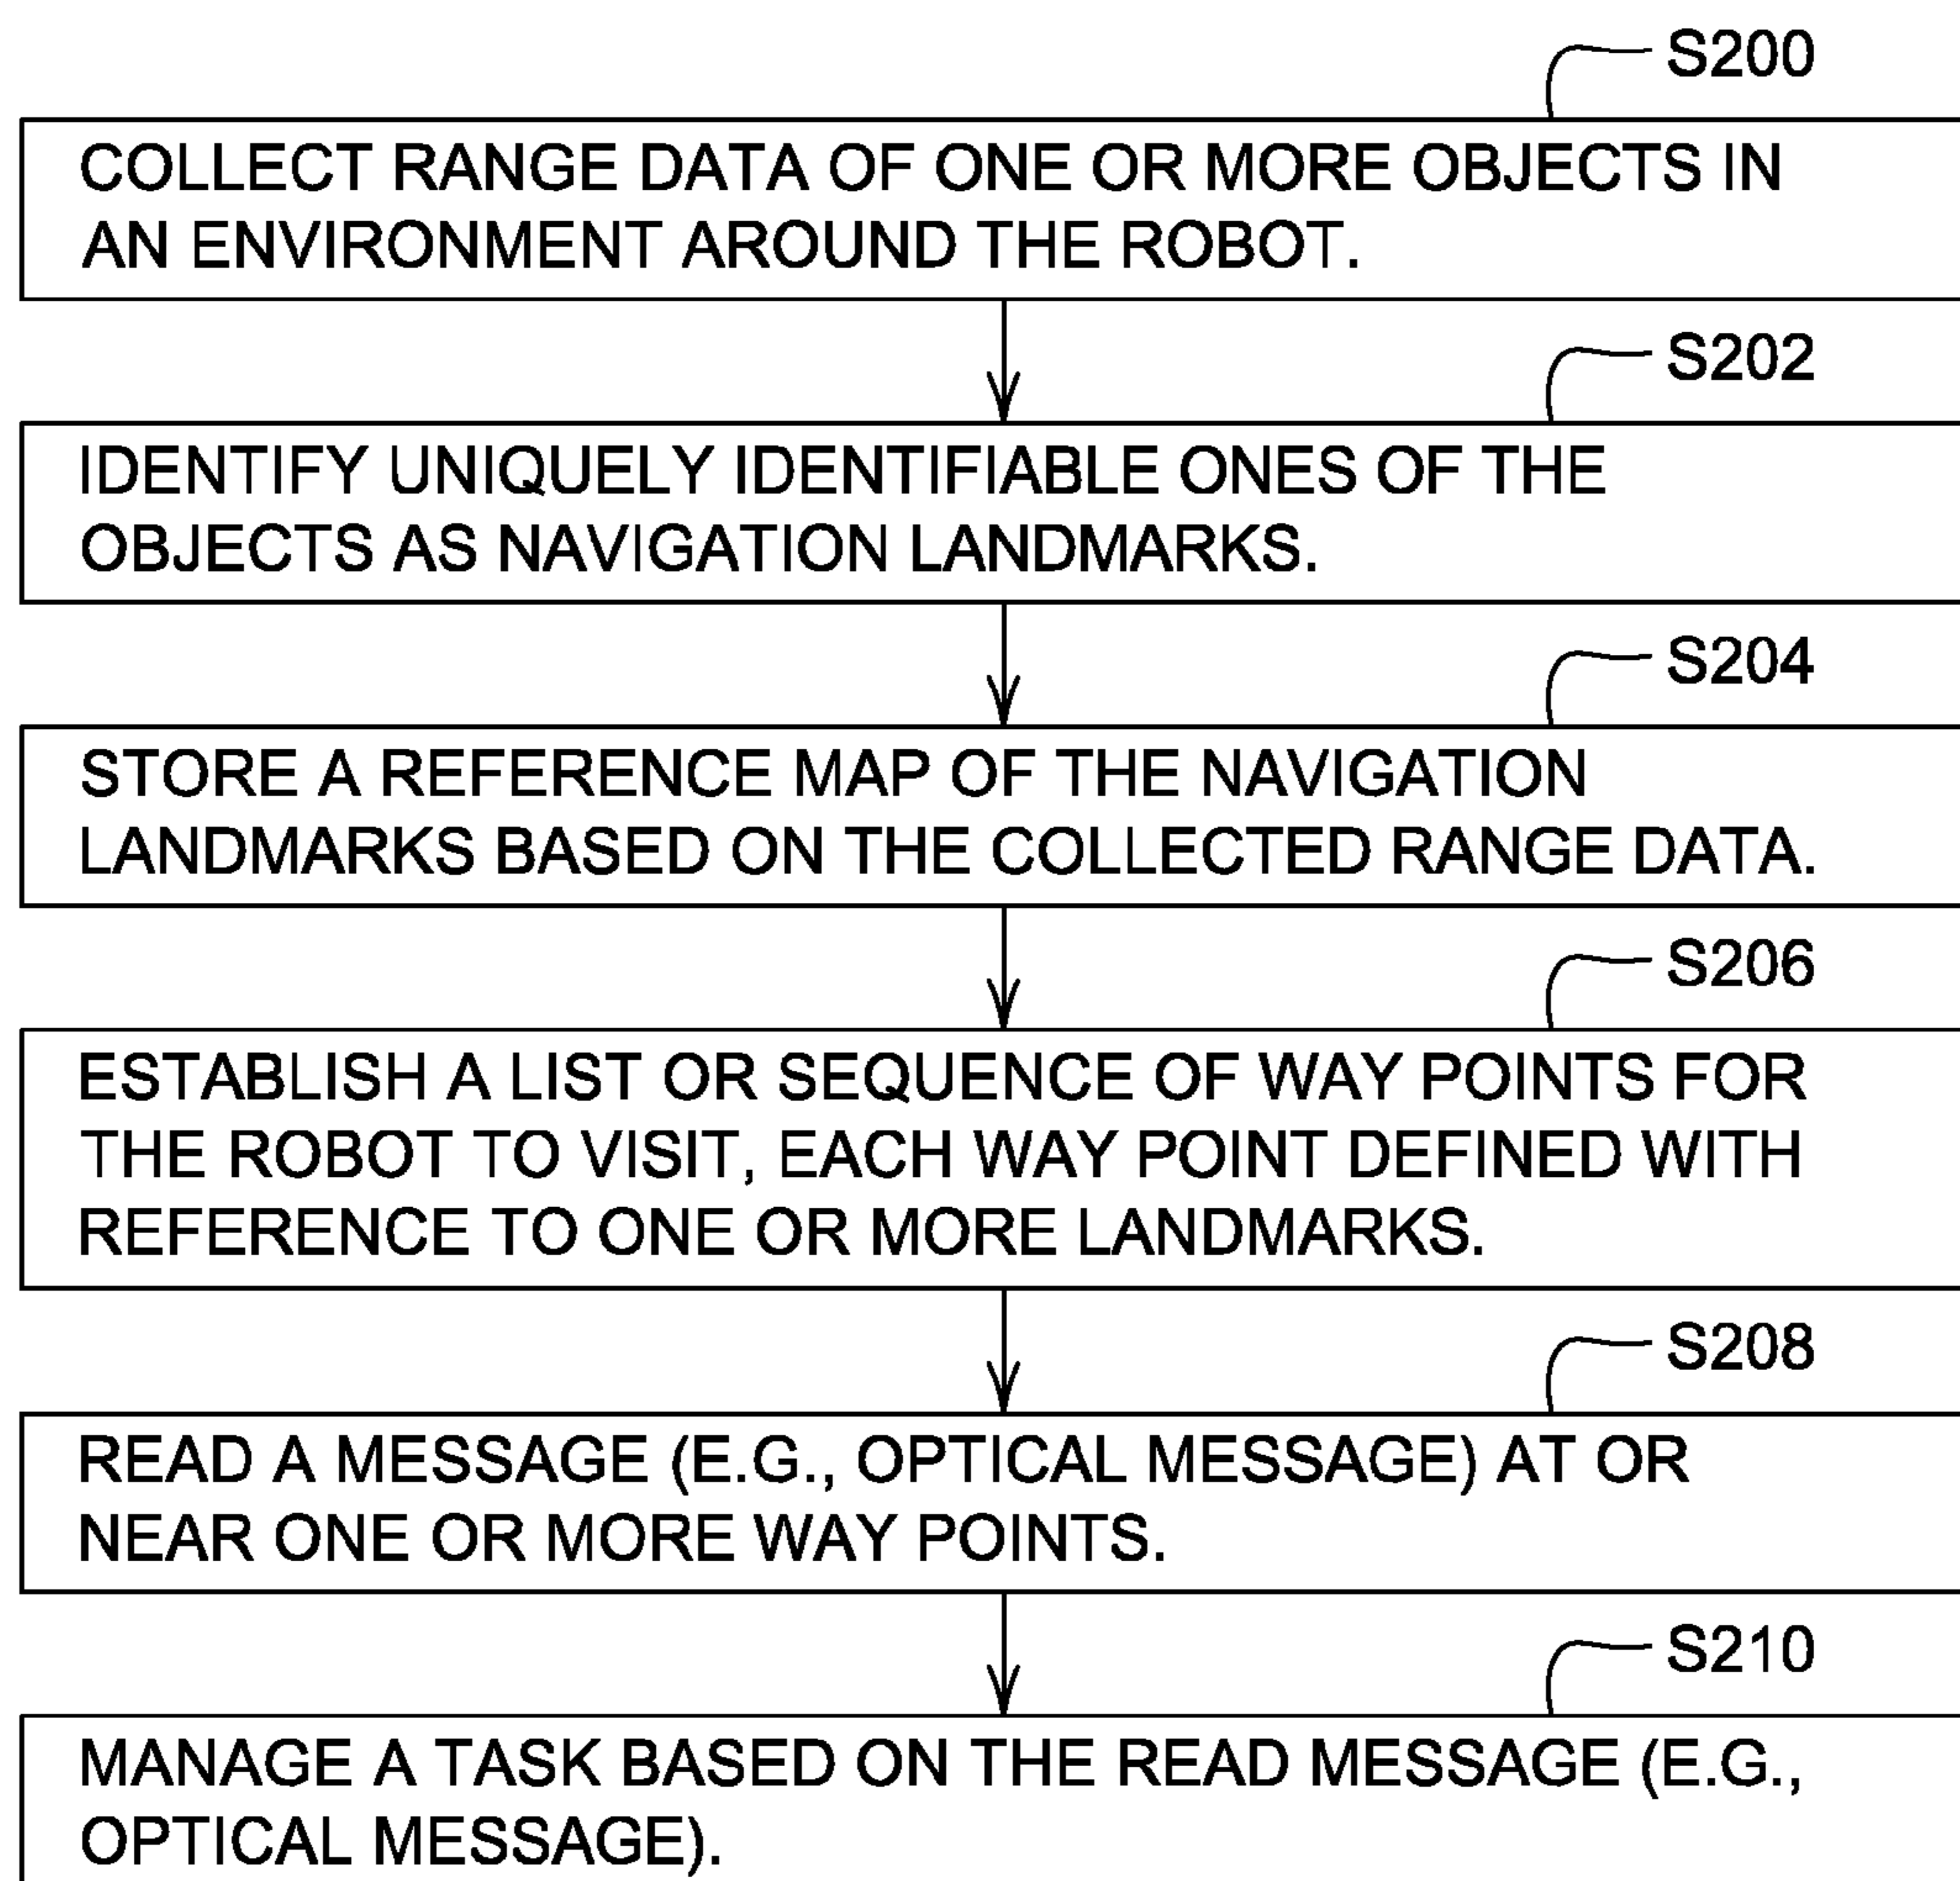 S200
COLLECT RANGE DATA OF ONE OR MORE OBJECTS IN
AN ENVIRONMENT AROUND THE ROBOT.
S202
IDENTIFY UNIQUELY IDENTIFIABLE ONES OF THE
OBJECTS AS NAVIGATION LANDMARKS.
S204
STORE A REFERENCE MAP OF THE NAVIGATION
LANDMARKS BASED ON THE COLLECTED RANGE DATA.
S206
ESTABLISH A LIST OR SEQUENCE OF WAY POINTS FOR
THE ROBOT TO VISIT, EACH WAY POINT DEFINED WITH
REFERENCE TO ONE OR MORE LANDMARKS.
S208
READ A MESSAGE (E.G., OPTICAL MESSAGE) AT OR
NEAR ONE OR MORE WAY POINTS.
S210
MANAGE A TASK BASED ON THE READ MESSAGE (E.G.,
OPTICAL MESSAGE).